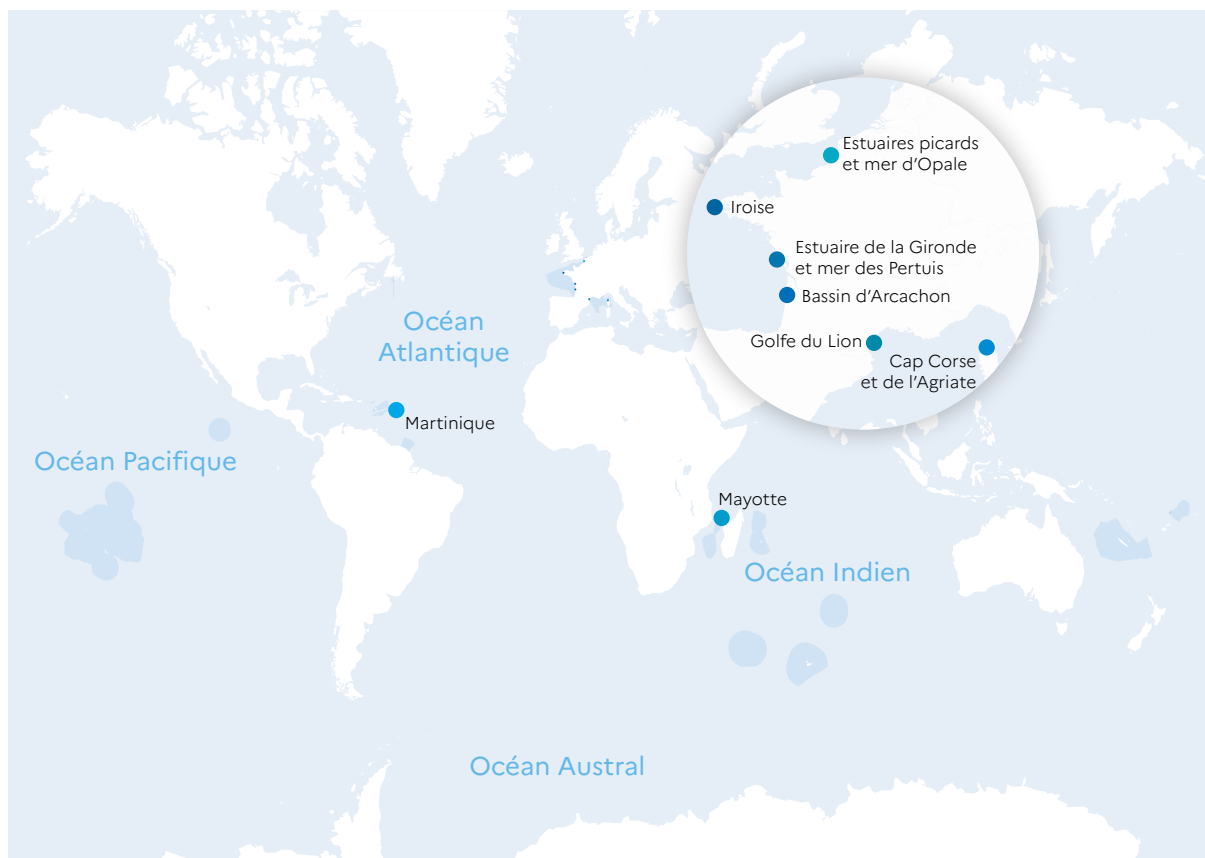 Estuaires picards
et mer d’Opale
Iroise
Estuaire de la Gironde
et mer des Pertuis
Bassin d’Arcachon
Golfe du Lion
Cap Corse
et de l’Agriate
Océan
Atlantique
Martinique
Océan Pacifique
Mayotte
Océan Indien
Océan Austral